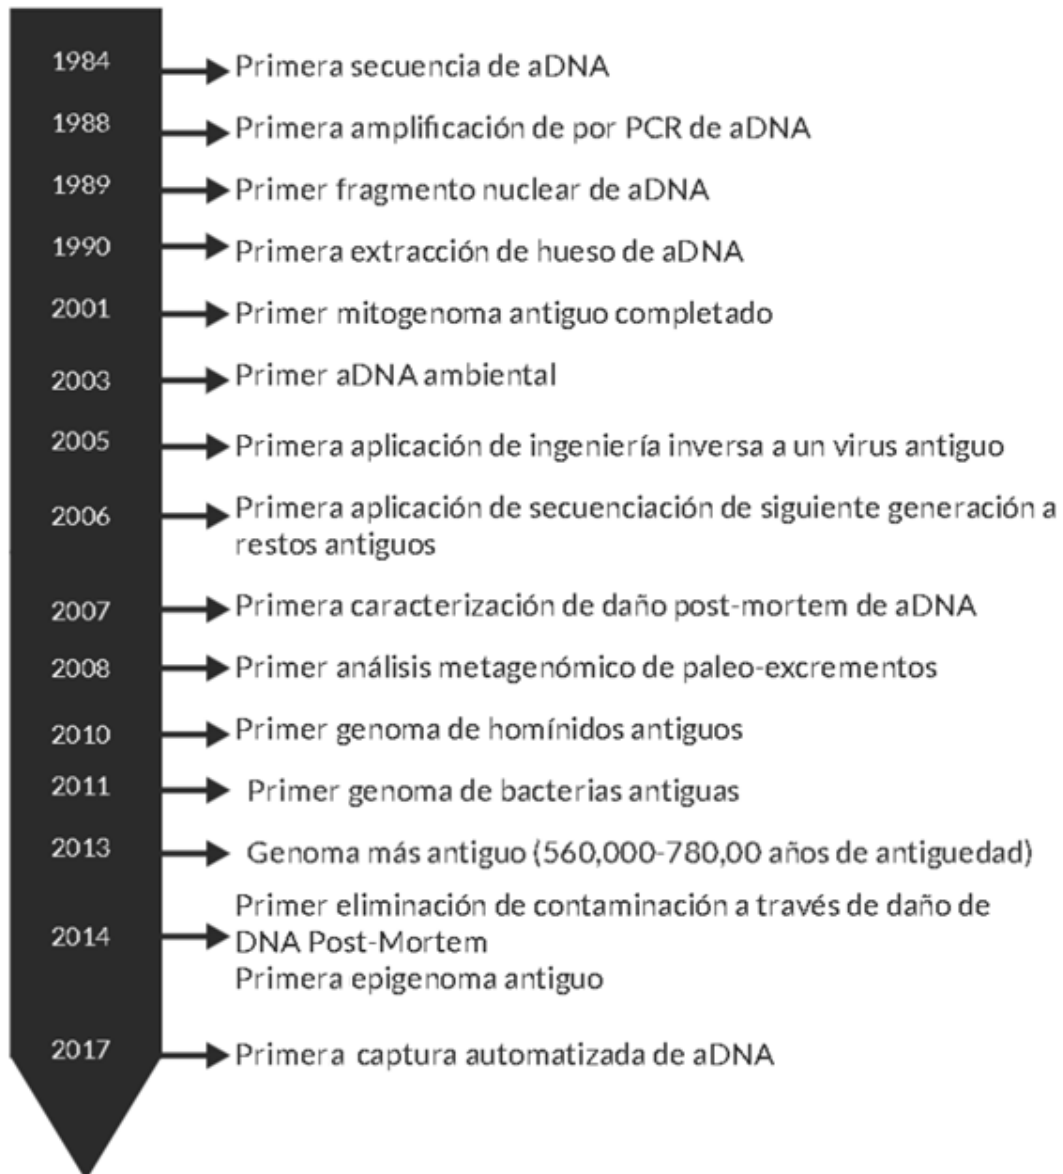 1984
Primera secuencia de aDNA
1988
Primera amplificación de por PCR de aDNA
1989
Primer fragmento nuclear de aDNA
1990
Primera extracción de hueso de aDNA
2001
Primer mitogenoma antiguo completado
2003
Primer aDNA ambiental
2005
Primera aplicación de ingeniería inversa a un virus antiguo
2006
Primera aplicación de secuenciación de siguiente generación a
restos antiguos
2007
Primera caracterización de daño post-mortem de aDNA
2008
Primer análisis metagenómico de paleo-excrementos
2010
Primer genoma de homínidos antiguos
2011
Primer genoma de bacterias antiguas
2013
Genoma más antiguo (560,000-780,00 años de antiguedad)
2014
Primer eliminación de contaminación a través de daño de
DNA Post-Mortem
Primera epigenoma antiguo
2017
Primera captura automatizada de aDNA